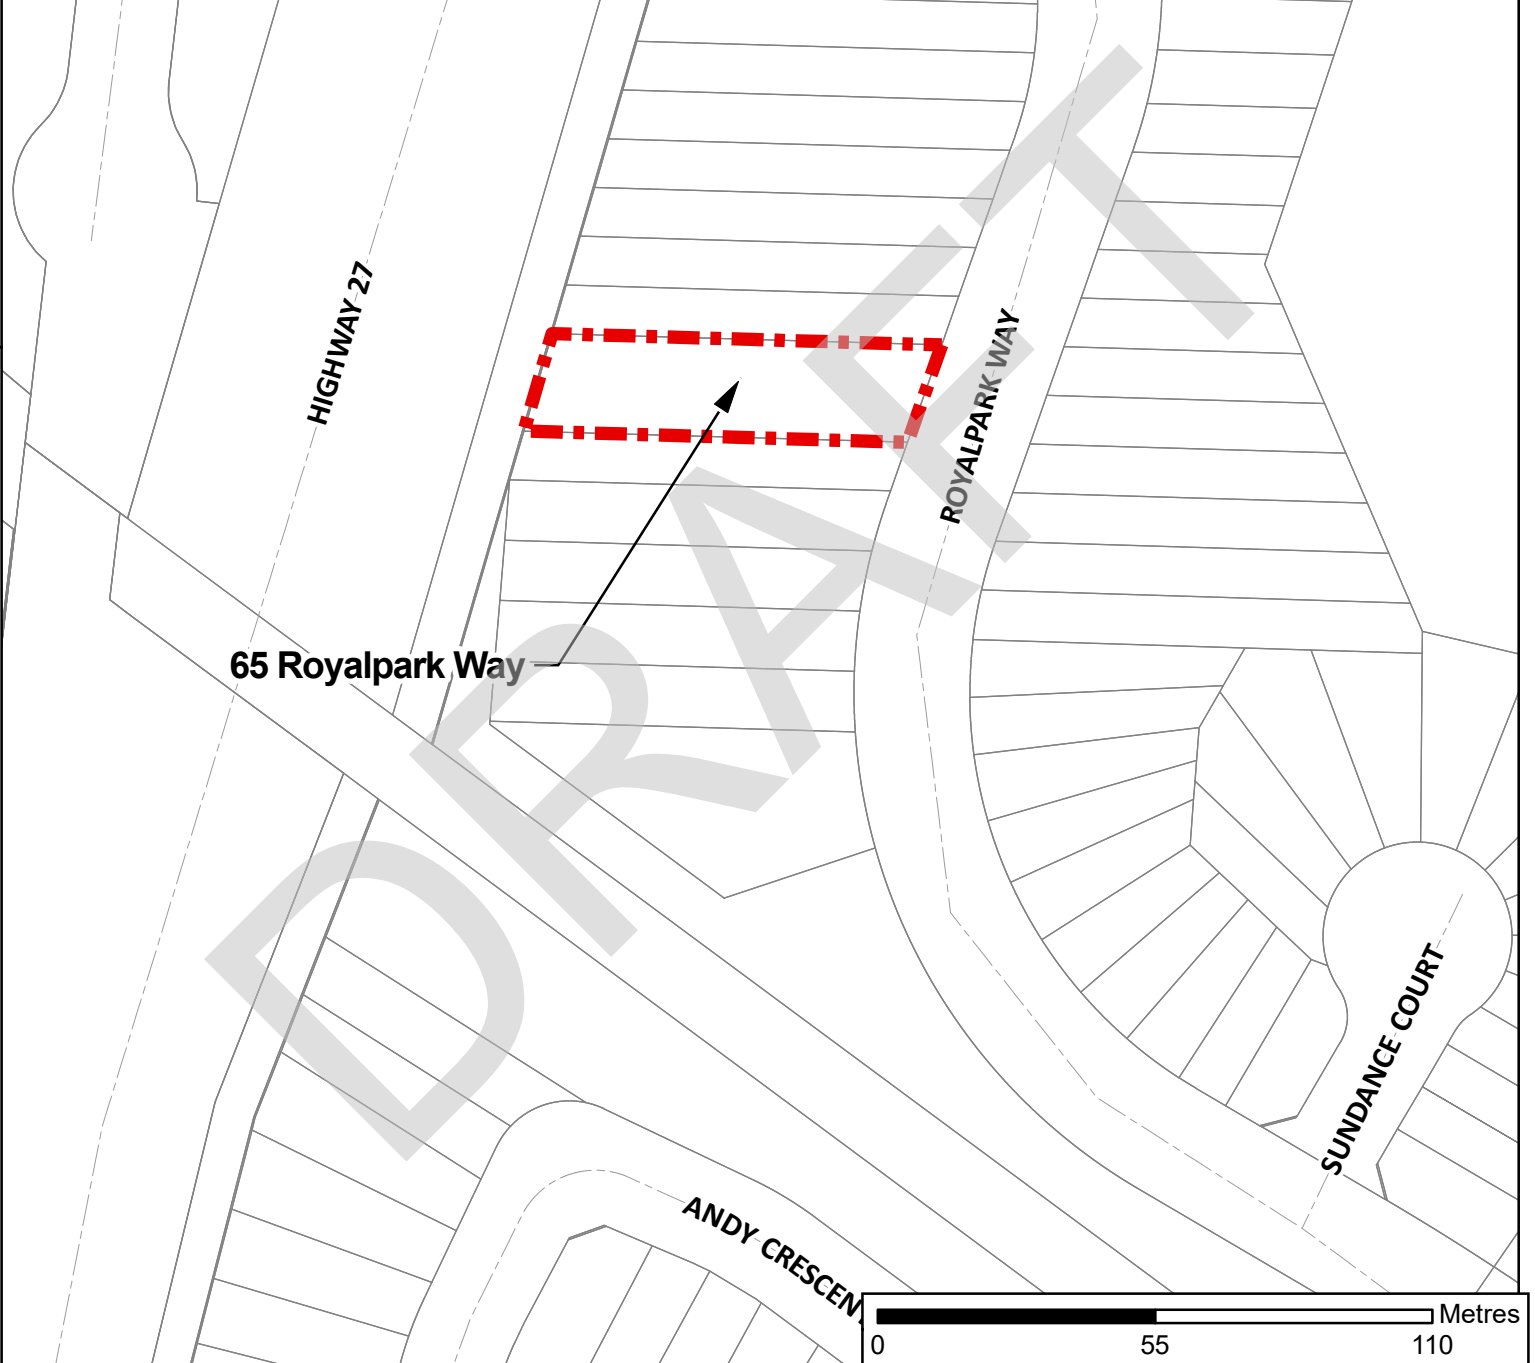 HIGHWAY 27
ROYALPARK WAY
65 Royalpark Way
DRAFT
SUNDANCE COURT
ANDY CRESCEN
Metres
0 55 110